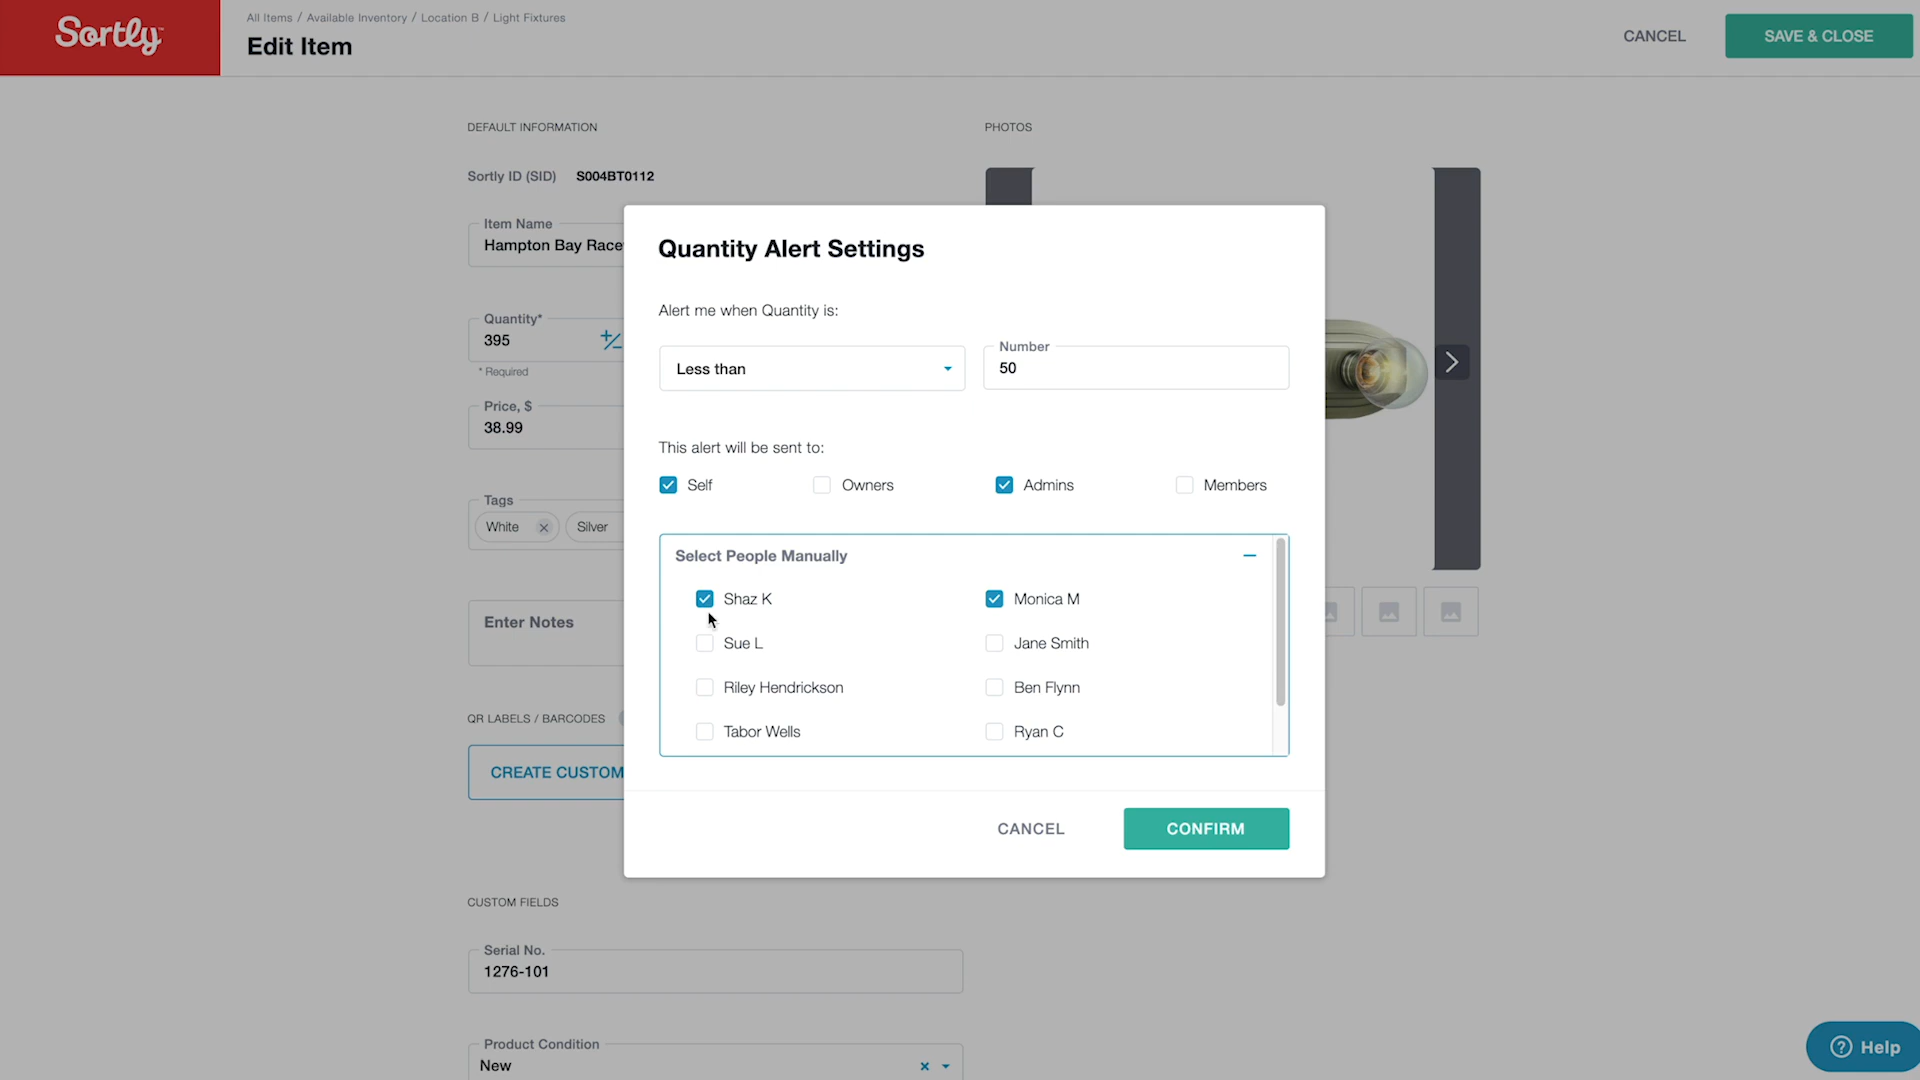 Sortly
All Items / Available Inventory / Location B / Light Fixtures
Edit Item
CANCEL
SAVE & CLOSE
DEFAULT INFORMATION
PHOTOS
Sortly ID (SID) S004BT0112
Item Name
Hampton Bay Race
Quantity*
395
* Required
Price, $
38.99
Tags
White
Silver
Enter Notes
QR LABELS / BARCODES
CREATE CUSTOM
Quantity Alert Settings
Alert me when Quantity is:
Less than
Number
50
This alert will be sent to:
Self
Owners
Admins
Members
Select People Manually
Shaz K
Monica M
Sue L
Jane Smith
Riley Hendrickson
Ben Flynn
Tabor Wells
Ryan C
CANCEL
CONFIRM
CUSTOM FIELDS
Serial No.
1276-101
Product Condition
New
Help